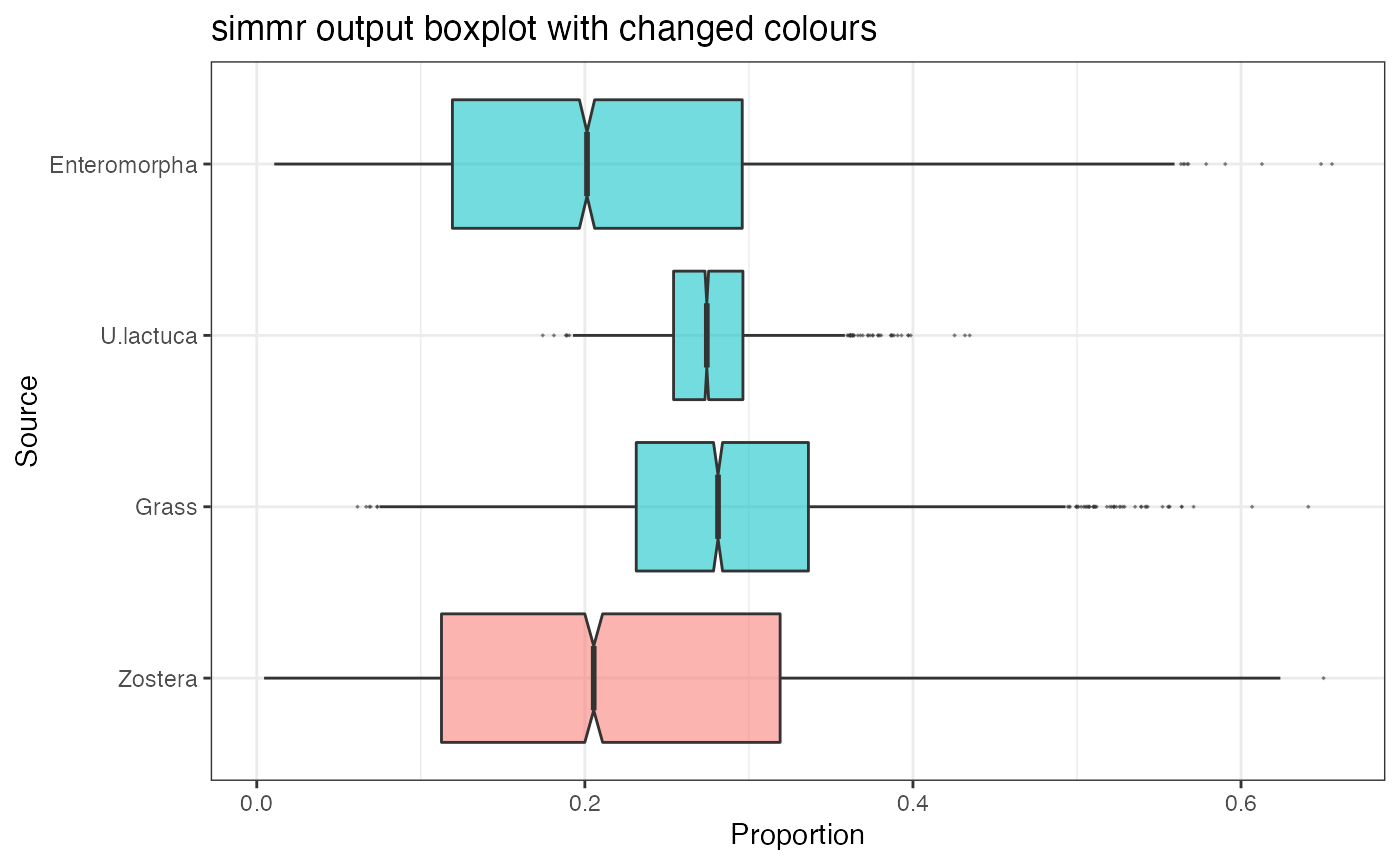 simmr output boxplot with changed colours
Enteromorpha
U.lactuca
Grass
Zostera
Source
0.0 0.2 0.4 0.6
Proportion